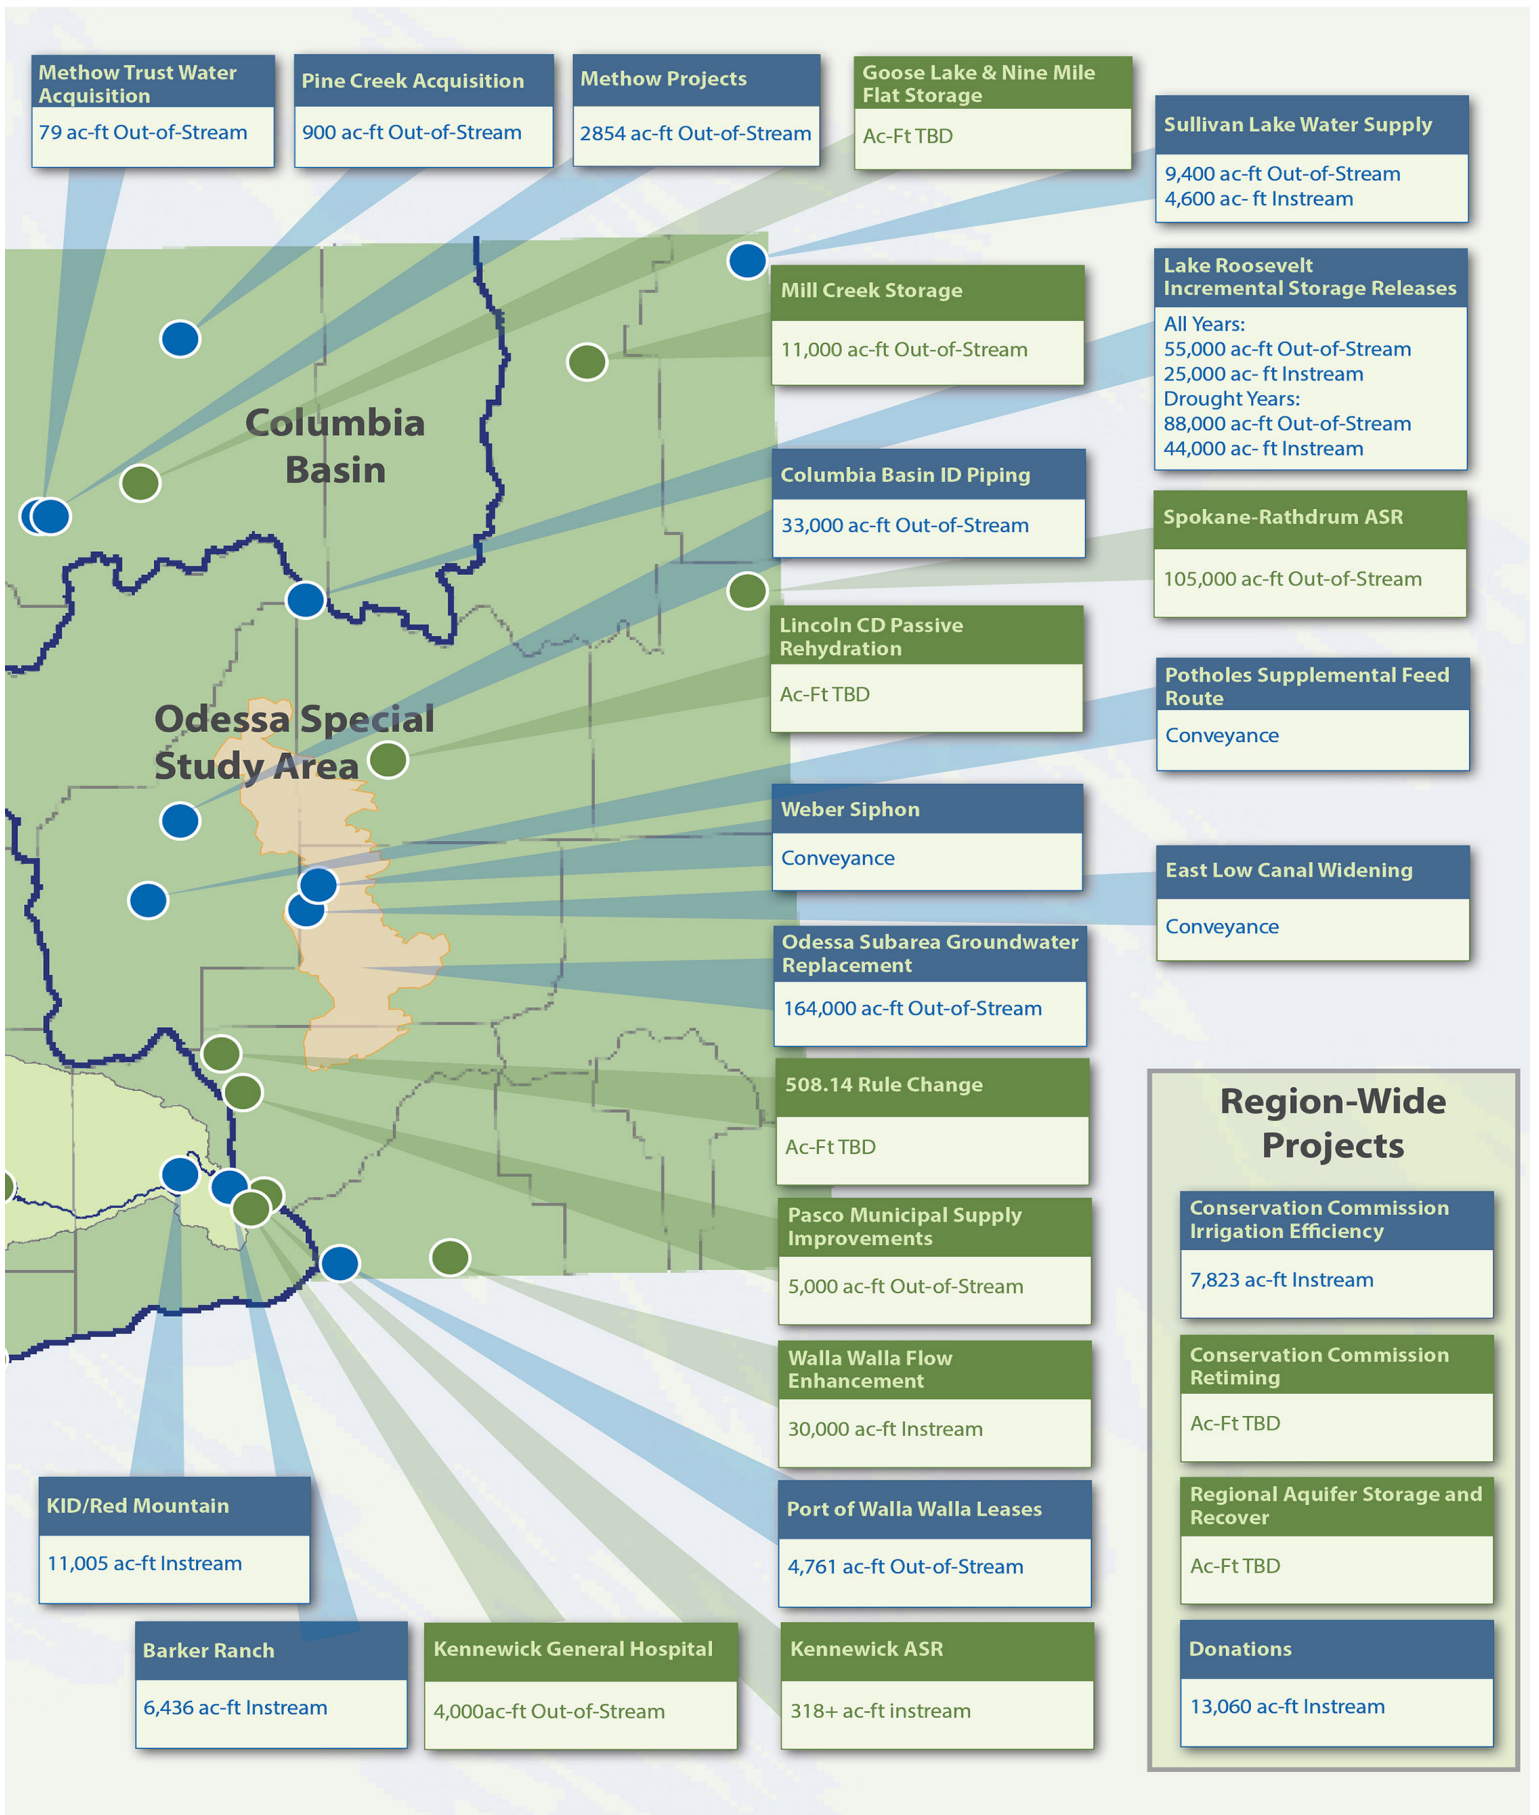 Methow Trust Water
Acquisition
79 ac-ft Out-of-Stream
Pine Creek Acquisition
900 ac-ft Out-of-Stream
Methow Projects
2854 ac-ft Out-of-Stream
Goose Lake & Nine Mile
Flat Storage
Ac-Ft TBD
Sullivan Lake Water Supply
9,400 ac-ft Out-of-Stream
4,600 ac- ft Instream
Mill Creek Storage
11,000 ac-ft Out-of-Stream
Lake Roosevelt
Incremental Storage Releases
All Years:
55,000 ac-ft Out-of-Stream
25,000 ac- ft Instream
Drought Years:
88,000 ac-ft Out-of-Stream
44,000 ac- ft Instream
Columbia
Basin
Columbia Basin ID Piping
33,000 ac-ft Out-of-Stream
Spokane-Rathdrum ASR
105,000 ac-ft Out-of-Stream
Lincoln CD Passive
Rehydration
Ac-Ft TBD
Potholes Supplemental Feed
Route
Conveyance
Odessa Special
Study Area
Weber Siphon
Conveyance
East Low Canal Widening
Conveyance
Odessa Subarea Groundwater
Replacement
164,000 ac-ft Out-of-Stream
508.14 Rule Change
Ac-Ft TBD
Pasco Municipal Supply
Improvements
5,000 ac-ft Out-of-Stream
Walla Walla Flow
Enhancement
30,000 ac-ft Instream
Port of Walla Walla Leases
4,761 ac-ft Out-of-Stream
KID/Red Mountain
11,005 ac-ft Instream
Barker Ranch
6,436 ac-ft Instream
Kennewick General Hospital
4,000ac-ft Out-of-Stream
Kennewick ASR
318+ ac-ft instream
Region-Wide
Projects
Conservation Commission
Irrigation Efficiency
7,823 ac-ft Instream
Conservation Commission
Retiming
Ac-Ft TBD
Regional Aquifer Storage and
Recover
Ac-Ft TBD
Donations
13,060 ac-ft Instream